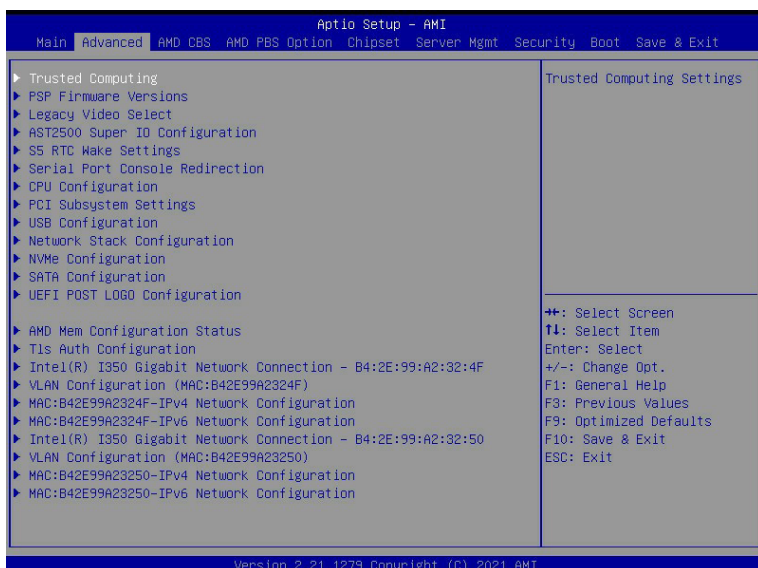 Aptio Setup – AMI
Main Advanced AMD CBS AMD PBS Option Chipset Server Mgmt Security Boot Save & Exit
Trusted Computing
PSP Firmware Versions
Legacy Video Select
AST2500 Super IO Configuration
S5 RTC Wake Settings
Serial Port Console Redirection
CPU Configuration
PCI Subsystem Settings
USB Configuration
Network Stack Configuration
NVMe Configuration
SATA Configuration
UEFI POST LOGO Configuration
AMD Mem Configuration Status
Tls Auth Configuration
Intel(R) I350 Gigabit Network Connection – B4:2E:99:A2:32:4F
VLAN Configuration (MAC:B42E99A2324F)
MAC:B42E99A2324F-IPv4 Network Configuration
MAC:B42E99A2324F-IPv6 Network Configuration
Intel(R) I350 Gigabit Network Connection – B4:2E:99:A2:32:50
VLAN Configuration (MAC:B42E99A23250)
MAC:B42E99A23250-IPv4 Network Configuration
MAC:B42E99A23250-IPv6 Network Configuration
Trusted Computing Settings
→←: Select Screen
↑↓: Select Item
Enter: Select
+/-: Change Opt.
F1: General Help
F3: Previous Values
F9: Optimized Defaults
F10: Save & Exit
ESC: Exit
Version 2.21.1279 Copyright (C) 2021 AMI